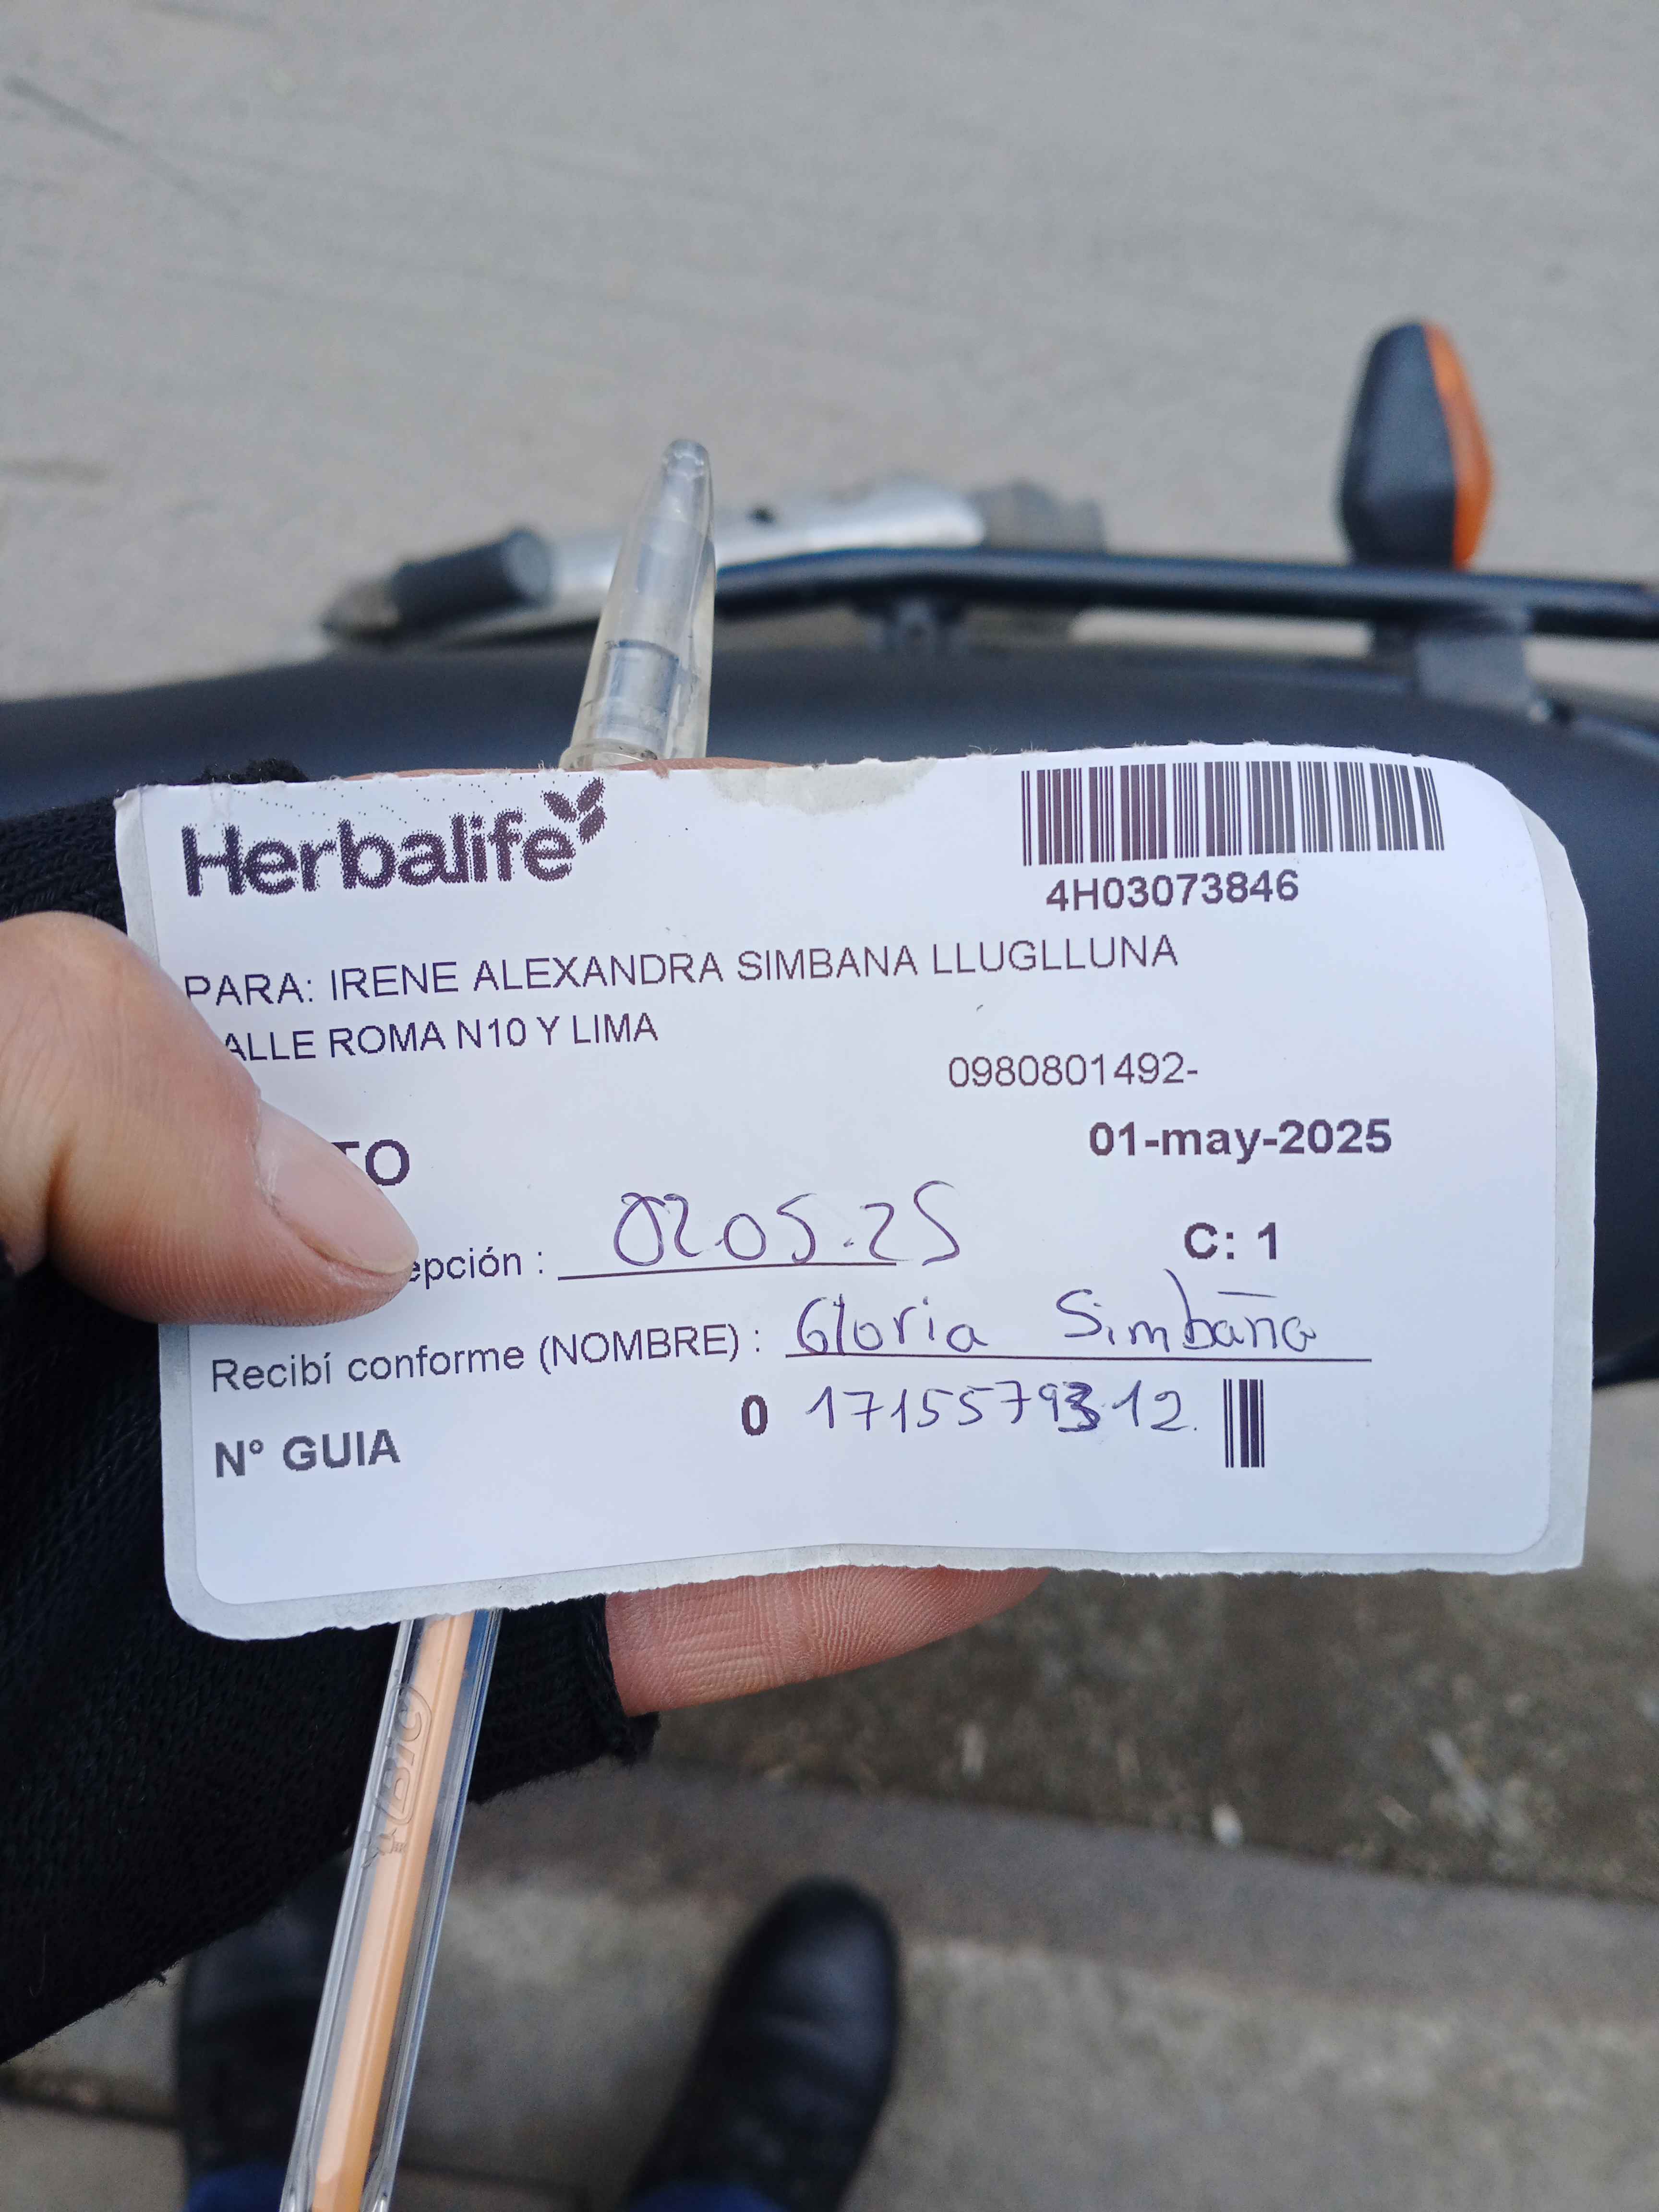 Herbalife
4H03073846
PARA: IRENE ALEXANDRA SIMBANA LLUGLLUNA
ALLE ROMA N10 Y LIMA
0980801492-
TO
01-may-2025
epción : 02.05.25
C: 1
Recibí conforme (NOMBRE) : Gloria Simbaña
N° GUIA 0
BIC